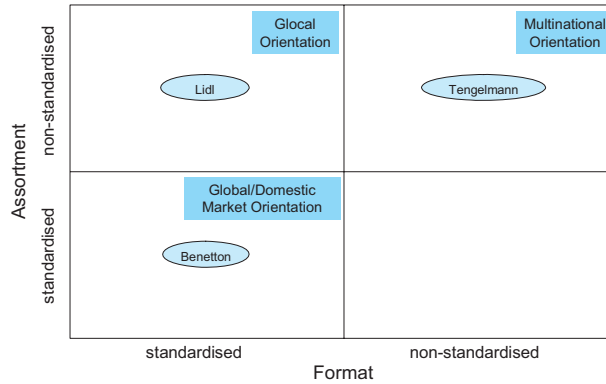 Glocal
Orientation
Multinational
Orientation
Lidl
Tengelmann
non-standardised
Assortment
Global/Domestic
Market Orientation
Benetton
standardised
standardised
non-standardised
Format